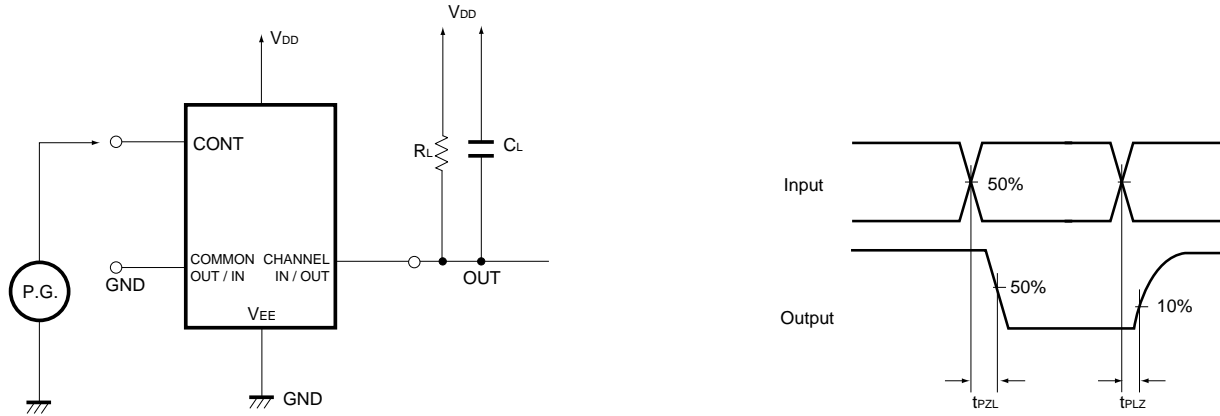 VDD
VDD
CONT
RL
CL
COMMON
OUT / IN
CHANNEL
IN / OUT
GND
OUT
P.G.
VEE
GND
Input
50%
Output
50%
10%
tPZL
tPLZ